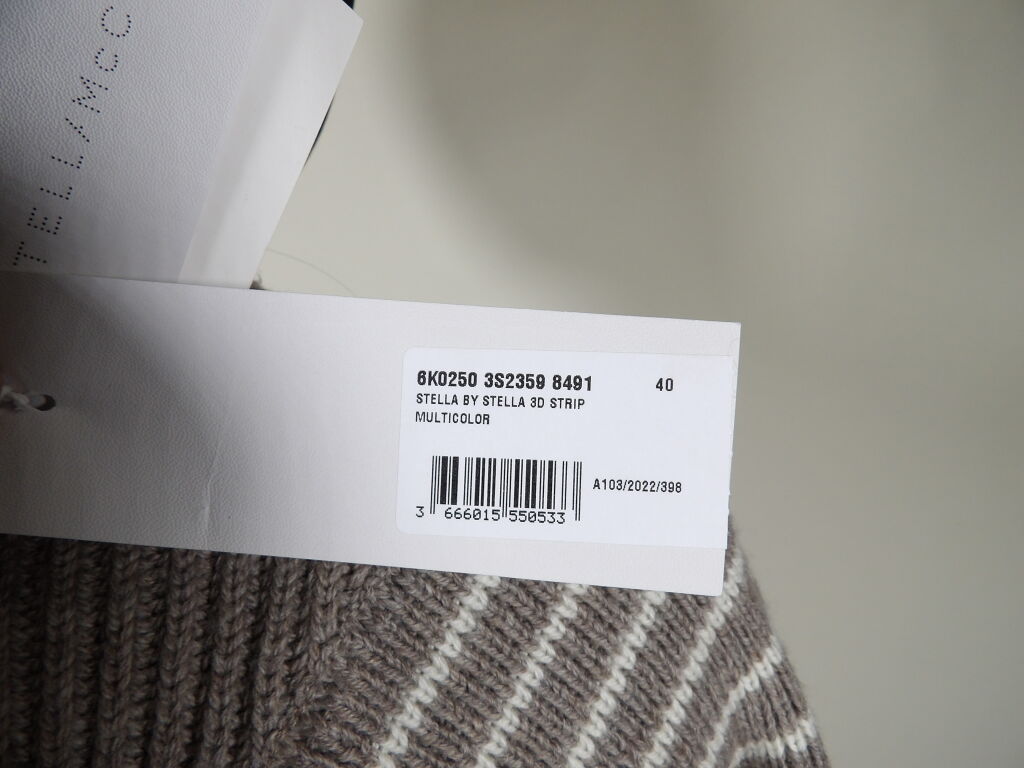 TELLAMcC
6K0250 3S2359 8491 40
STELLA BY STELLA 3D STRIP
MULTICOLOR
A103/2022/398
3 666015 550533